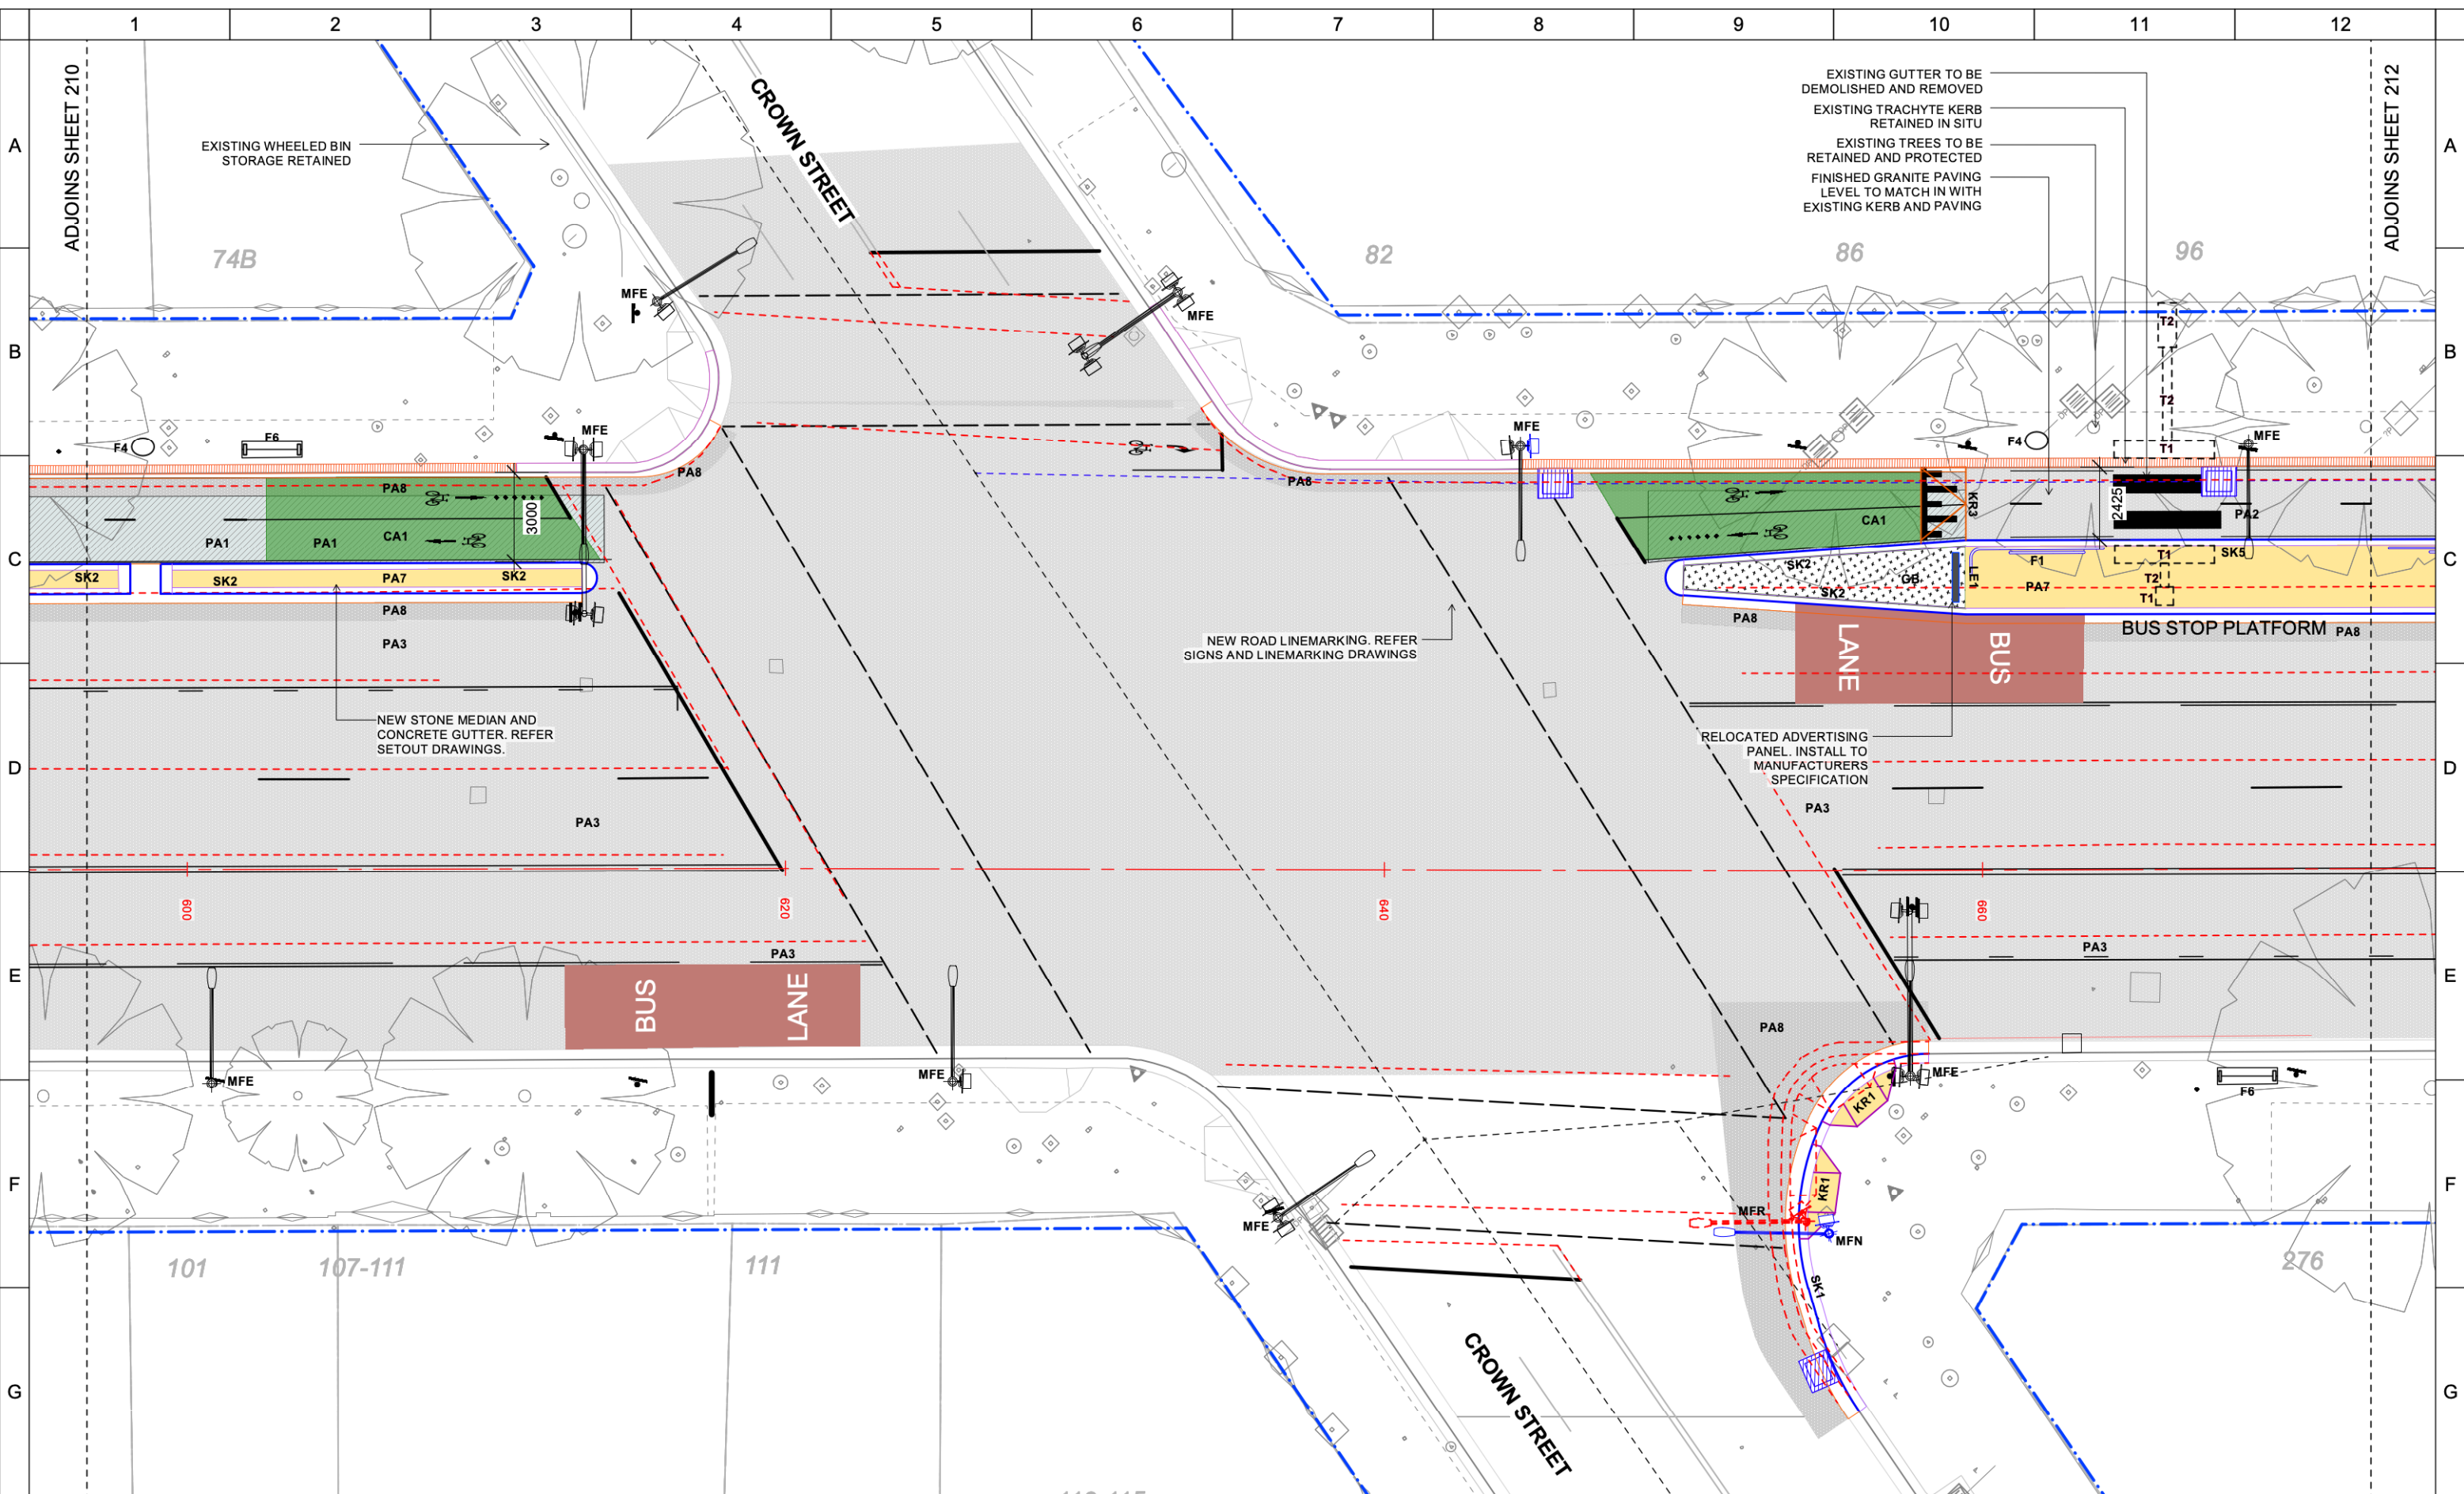 1 2 3 4 5 6 7 8 9 10 11 12
A
A
ADJOINS SHEET 210
EXISTING WHEELED BIN
STORAGE RETAINED
CROWN STREET
EXISTING GUTTER TO BE
DEMOLISHED AND REMOVED
EXISTING TRACHYTE KERB
RETAINED IN SITU
EXISTING TREES TO BE
RETAINED AND PROTECTED
FINISHED GRANITE PAVING
LEVEL TO MATCH IN WITH
EXISTING KERB AND PAVING
ADJOINS SHEET 212
74B
82
86
96
MFE
MFE
T2
B
B
T2
F4
F6
MFE
MFE
F4
T1
MFE
PA8
PA8
PA8
3000
KR3
2425
PA2
CA1
PA1
PA1
CA1
C
C
SK2
SK2
PA7
SK2
SK2
GB
SK2
LE1
F1
PA7
T1
SK5
T2
T1
PA8
PA8
BUS STOP PLATFORM
PA8
PA3
NEW ROAD LINEMARKING. REFER
SIGNS AND LINEMARKING DRAWINGS
LANE
BUS
NEW STONE MEDIAN AND
CONCRETE GUTTER. REFER
SETOUT DRAWINGS.
RELOCATED ADVERTISING
PANEL. INSTALL TO
MANUFACTURERS
SPECIFICATION
D
D
PA3
PA3
600
620
640
660
PA3
PA3
E
E
BUS
LANE
PA8
MFE
MFE
MFE
KR1
F6
F
F
KR1
MFR
MFE
MFN
101
107-111
111
276
SK1
CROWN STREET
G
G